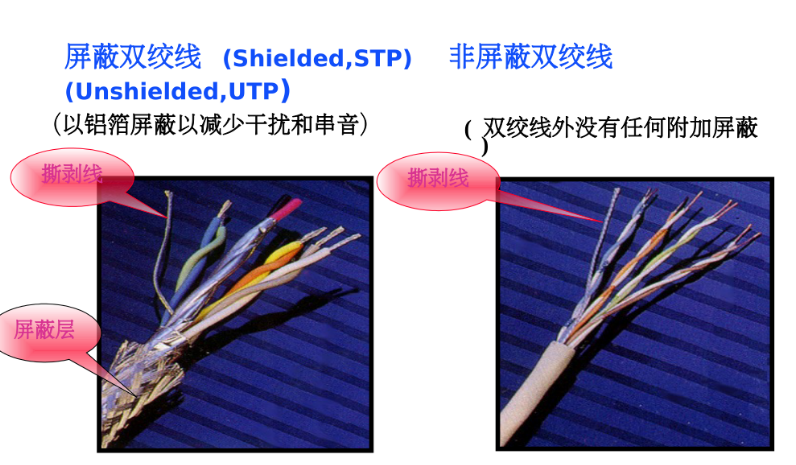 屏蔽双绞线 (Shielded,STP) 非屏蔽双绞线
(Unshielded,UTP)
（以铝箔屏蔽以减少干扰和串音）
( 双绞线外没有任何附加屏蔽
)
撕剥线
撕剥线
屏蔽层